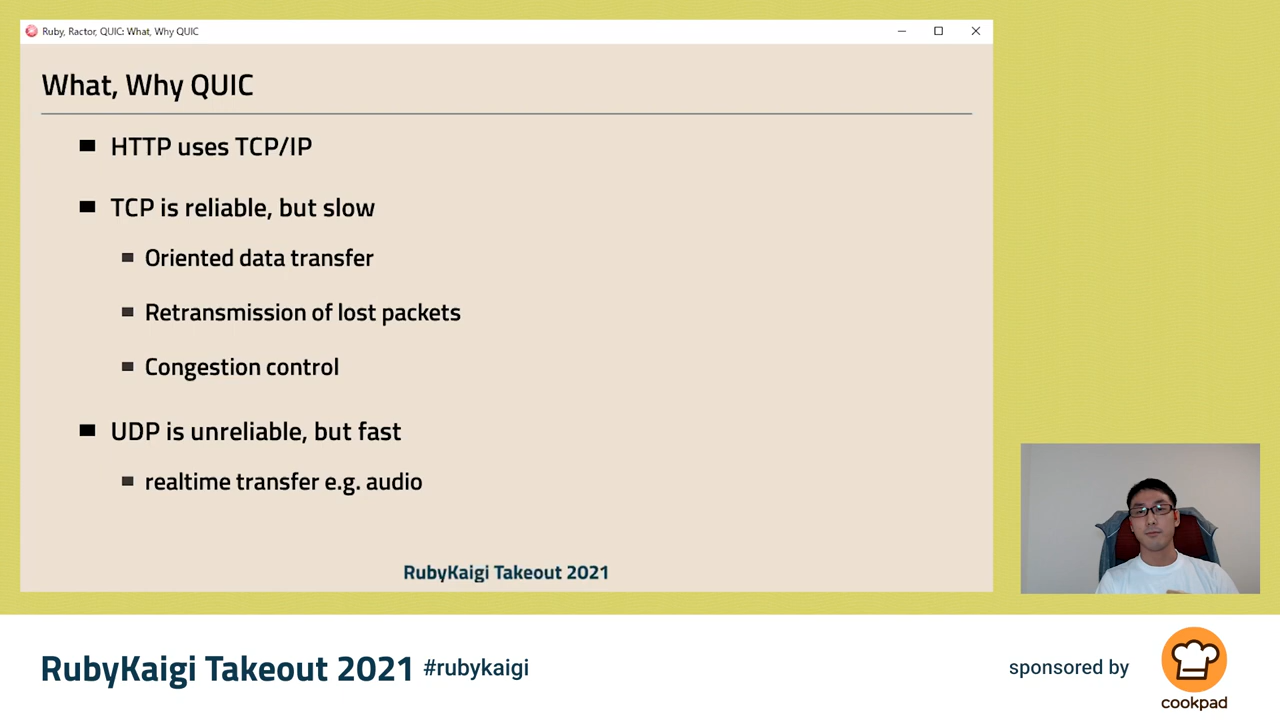 Ruby, Ractor, QUIC: What, Why QUIC
What, Why QUIC
HTTP uses TCP/IP
TCP is reliable, but slow
Oriented data transfer
Retransmission of lost packets
Congestion control
UDP is unreliable, but fast
realtime transfer e.g. audio
RubyKaigi Takeout 2021
RubyKaigi Takeout 2021 #rubykaigi
sponsored by
cookpad